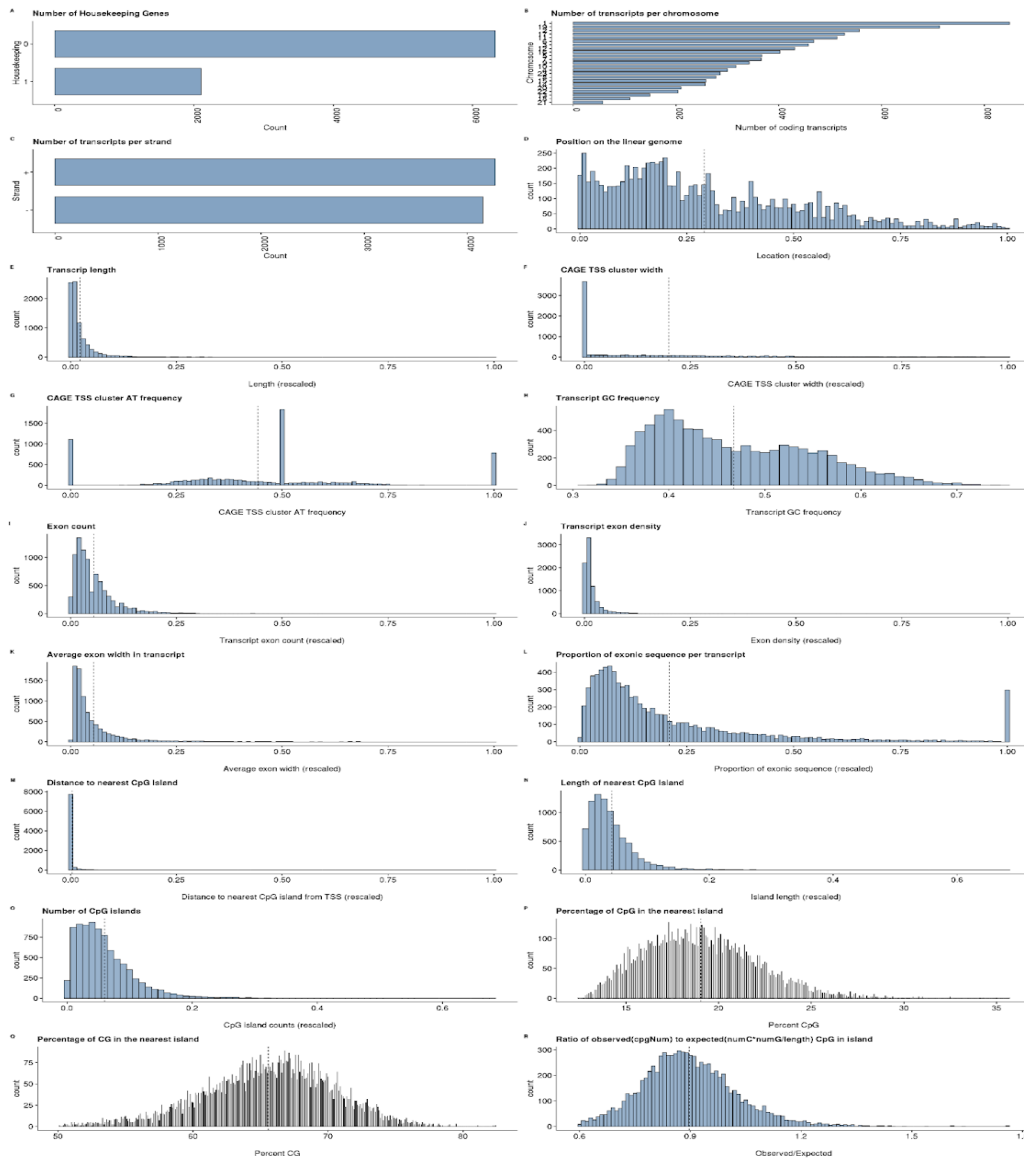 A
Number of Housekeeping Genes
Housekeeping
0
1
0
2000
4000
6000
Count
B
Number of transcripts per chromosome
Chromosome
1
21
0
200
400
600
800
Number of coding transcripts
C
Number of transcripts per strand
Strand
+
-
0
1000
2000
3000
4000
Count
D
Position on the linear genome
count
250
200
150
100
50
0
0.00
0.25
0.50
0.75
1.00
Location (rescaled)
E
Transcrip length
count
2000
1000
0
0.00
0.25
0.50
0.75
1.00
Length (rescaled)
F
CAGE TSS cluster width
count
3000
2000
1000
0
0.00
0.25
0.50
0.75
1.00
CAGE TSS cluster width (rescaled)
G
CAGE TSS cluster AT frequency
count
1500
1000
500
0
0.00
0.25
0.50
0.75
1.00
CAGE TSS cluster AT frequency
H
Transcript GC frequency
count
400
200
0
0.3
0.4
0.5
0.6
0.7
Transcript GC frequency
I
Exon count
count
1000
500
0
0.00
0.25
0.50
0.75
1.00
Transcript exon count (rescaled)
J
Transcript exon density
count
3000
2000
1000
0
0.00
0.25
0.50
0.75
1.00
Exon density (rescaled)
K
Average exon width in transcript
count
1500
1000
500
0
0.00
0.25
0.50
0.75
1.00
Average exon width (rescaled)
L
Proportion of exonic sequence per transcript
count
400
300
200
100
0
0.00
0.25
0.50
0.75
1.00
Proportion of exonic sequence (rescaled)
M
Distance to nearest CpG Island
count
8000
6000
4000
2000
0
0.00
0.25
0.50
0.75
1.00
Distance to nearest CpG island from TSS (rescaled)
N
Length of nearest CpG Island
count
1000
500
0
0.0
0.2
0.4
0.6
Island length (rescaled)
O
Number of CpG islands
count
750
500
250
0
0.0
0.2
0.4
0.6
CpG island counts (rescaled)
P
Percentage of CpG in the nearest island
count
100
50
0
15
20
25
30
35
Percent CpG
Q
Percentage of CG in the nearest island
count
75
50
25
0
50
60
70
80
Percent CG
R
Ratio of observed(cpgNum) to expected(numC*numG/length) CpG in island
count
300
200
100
0
0.6
0.9
1.2
1.5
Observed/Expected